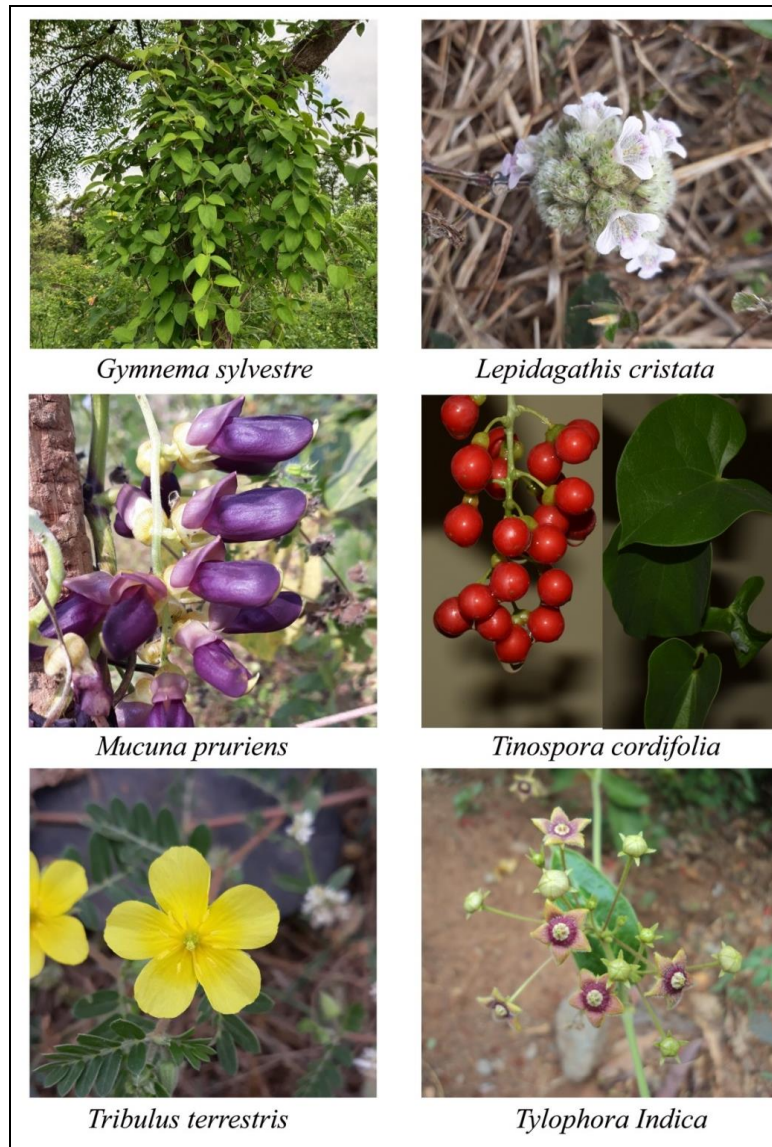 Gymnema sylvestre
Lepidagathis cristata
Mucuna pruriens
Tinospora cordifolia
Tribulus terrestris
Tylophora Indica